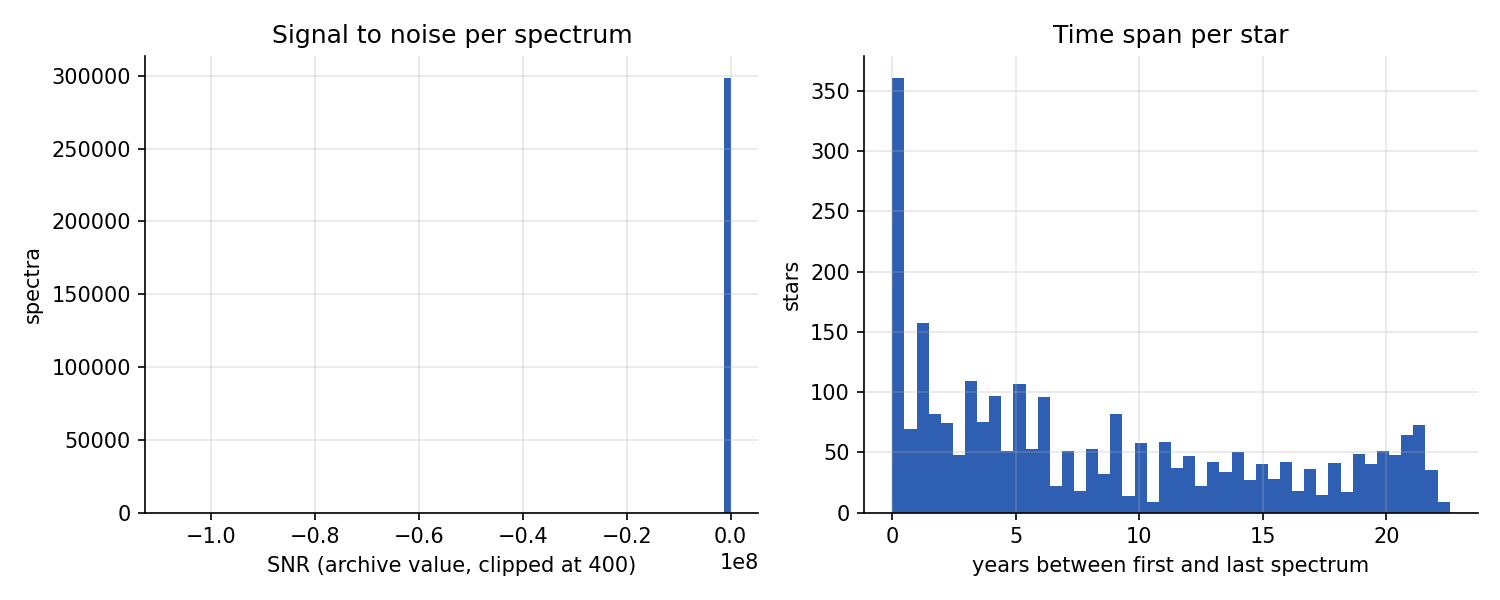 Signal to noise per spectrum
300000
250000
200000
150000
100000
50000
0
spectra
−1.0 −0.8 −0.6 −0.4 −0.2 0.0
1e8
SNR (archive value, clipped at 400)
Time span per star
350
300
250
200
150
100
50
0
stars
0 5 10 15 20
years between first and last spectrum